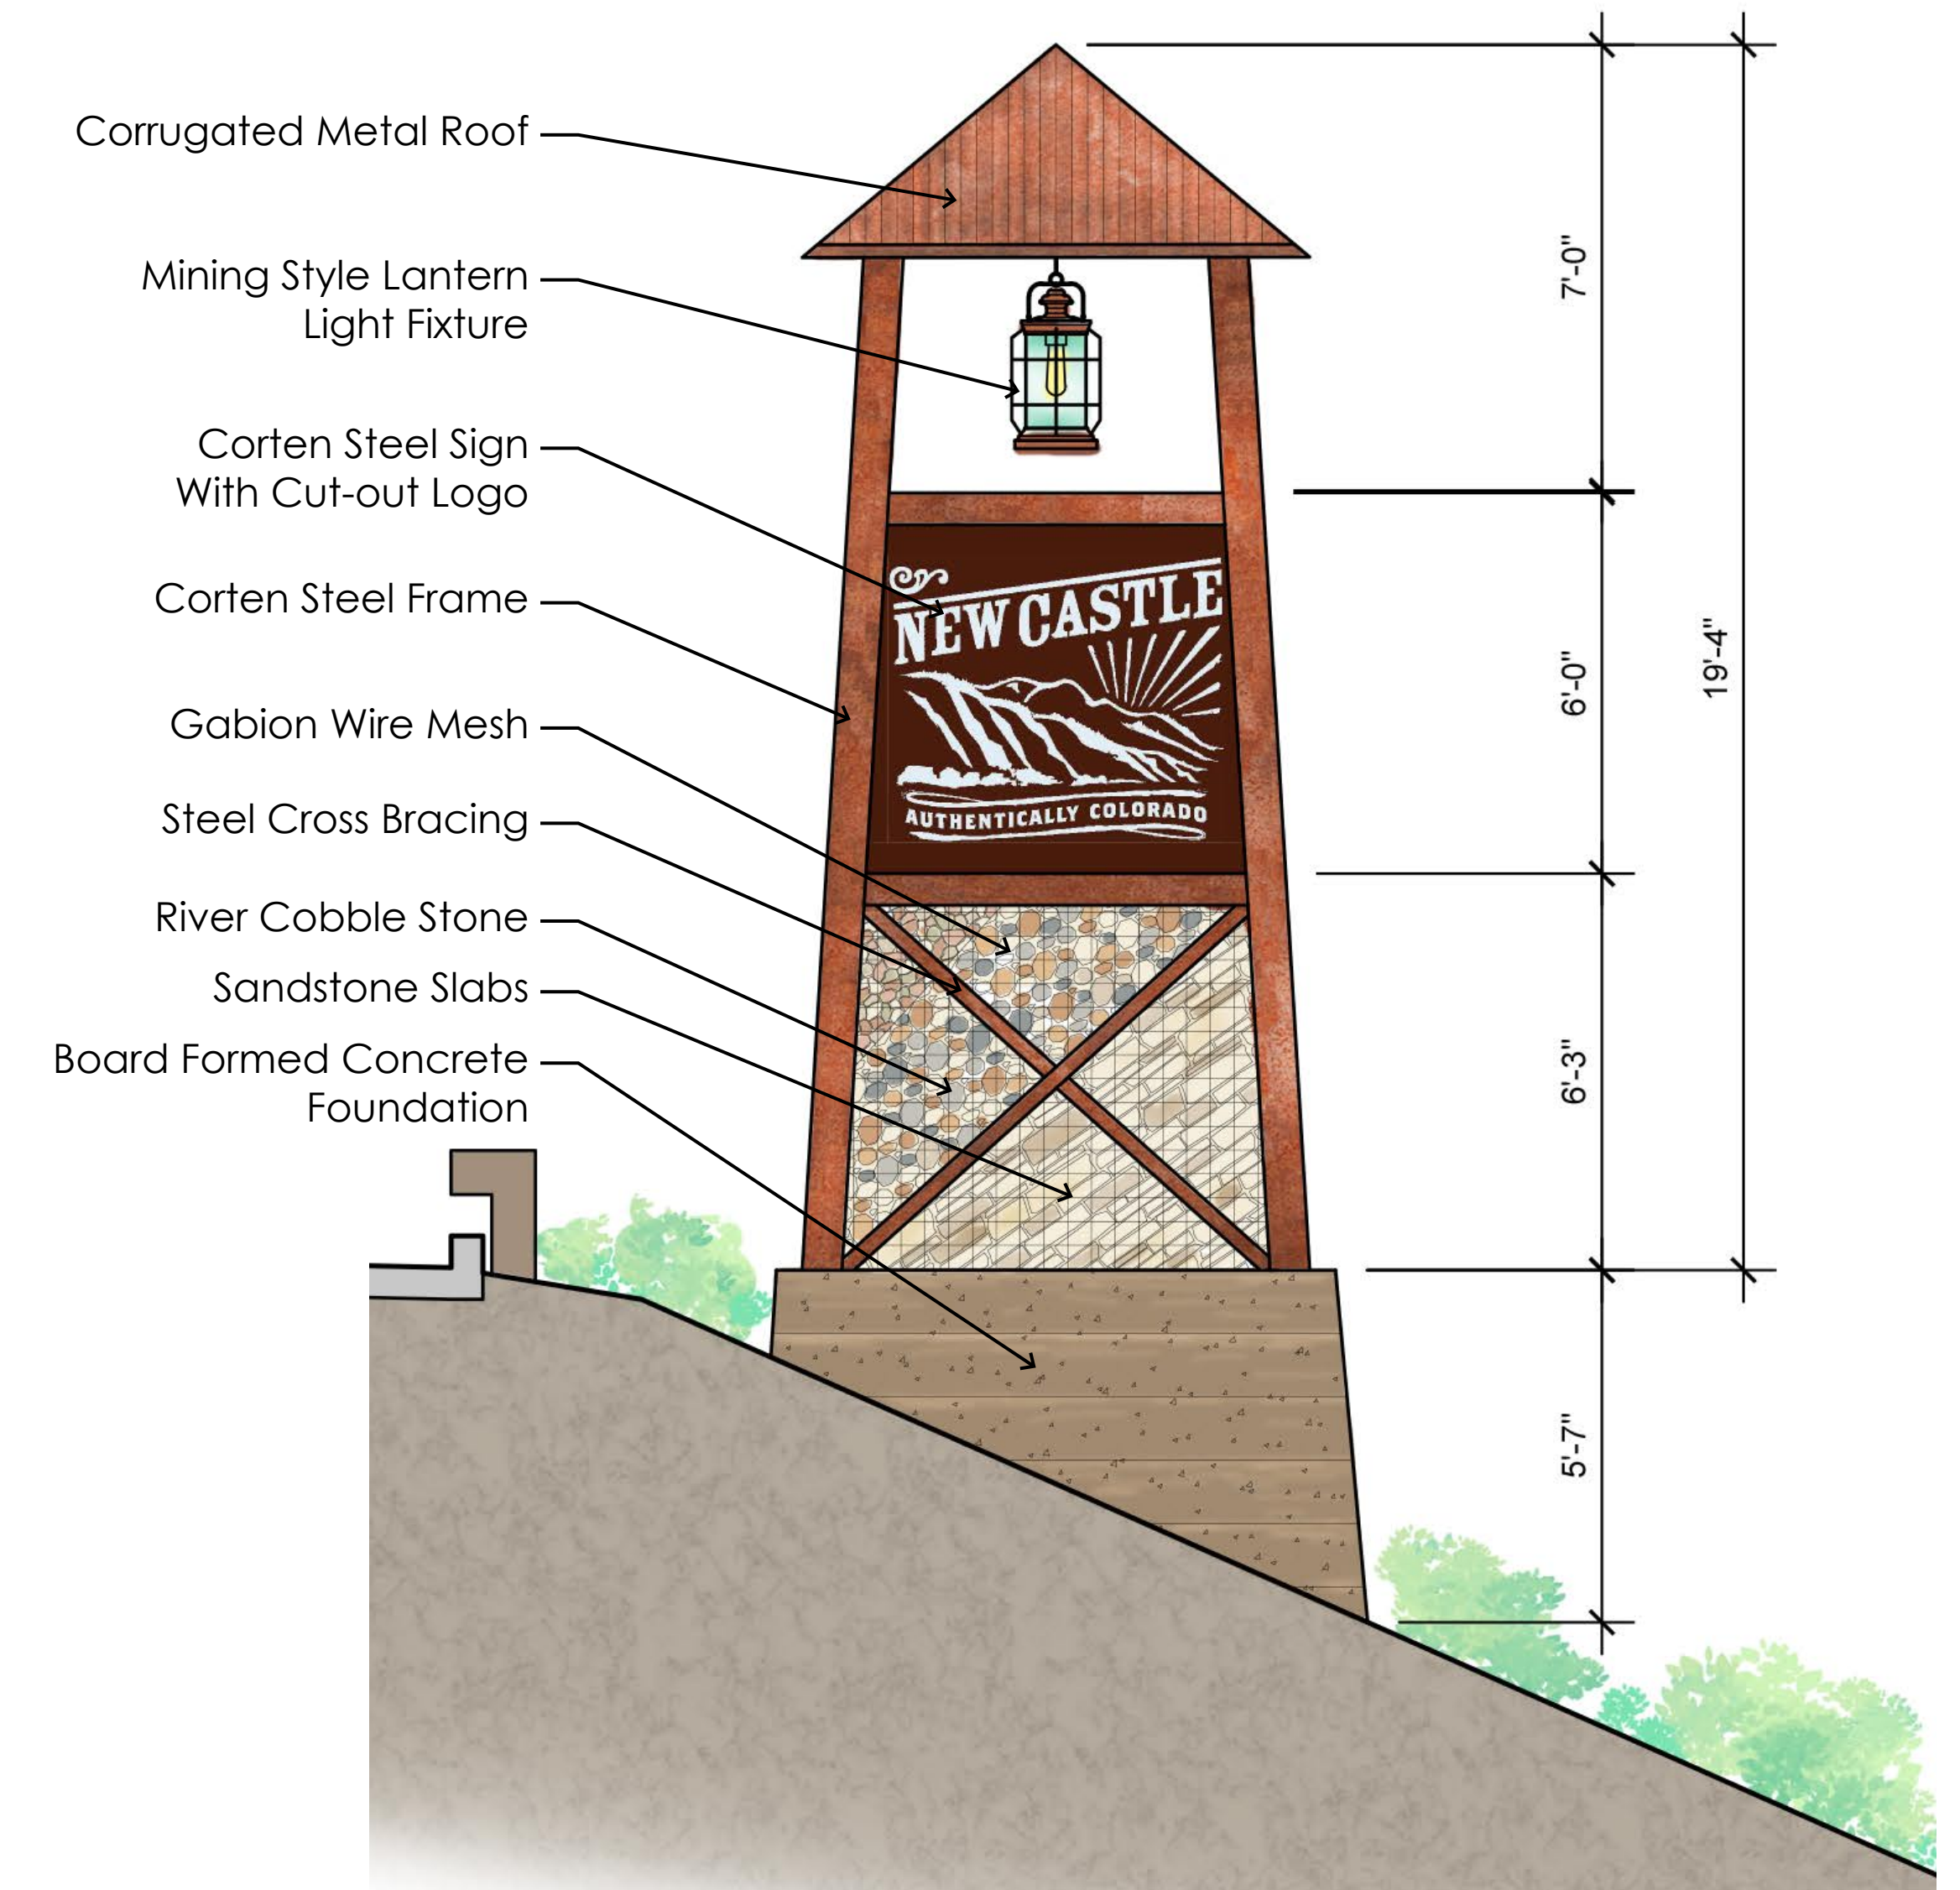 Corrugated Metal Roof
Mining Style Lantern
Light Fixture
Corten Steel Sign
With Cut-out Logo
Corten Steel Frame
Gabion Wire Mesh
Steel Cross Bracing
River Cobble Stone
Sandstone Slabs
Board Formed Concrete
Foundation
NEW CASTLE
AUTHENTICALLY COLORADO
7'-0"
6'-0"
19'-4"
6'-3"
5'-7"